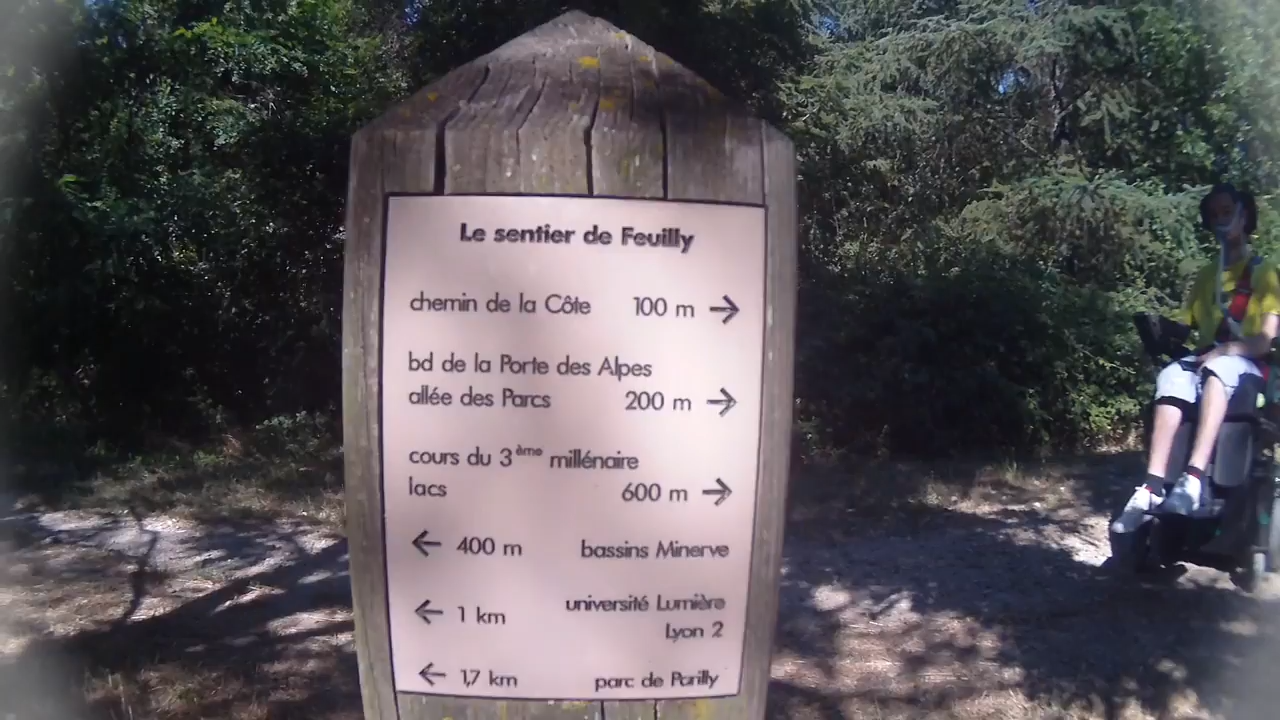 Le sentier de Feuilly
chemin de la Côte 100 m →
bd de la Porte des Alpes
allée des Parcs 200 m →
cours du 3ème millénaire
lacs 600 m →
← 400 m bassins Minerve
← 1 km université Lumière
Lyon 2
← 1,7 km parc de Parilly